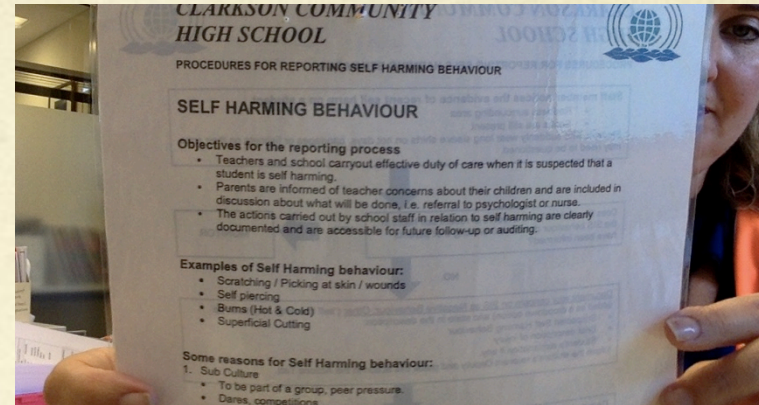 CLARKSON COMMUNITY
HIGH SCHOOL
PROCEDURES FOR REPORTING SELF HARMING BEHAVIOUR
SELF HARMING BEHAVIOUR
Objectives for the reporting process
• Teachers and school carryout effective duty of care when it is suspected that a
student is self harming.
• Parents are informed of teacher concerns about their children and are included in
discussion about what will be done, i.e. referral to psychologist or nurse.
• The actions carried out by school staff in relation to self harming are clearly
documented and are accessible for future follow-up or auditing.
Examples of Self Harming behaviour:
• Scratching / Picking at skin / wounds
• Self piercing
• Burns (Hot & Cold)
• Superficial Cutting
Some reasons for Self Harming behaviour:
1. Sub Culture
• To be part of a group, peer pressure.
• Dares, competitions